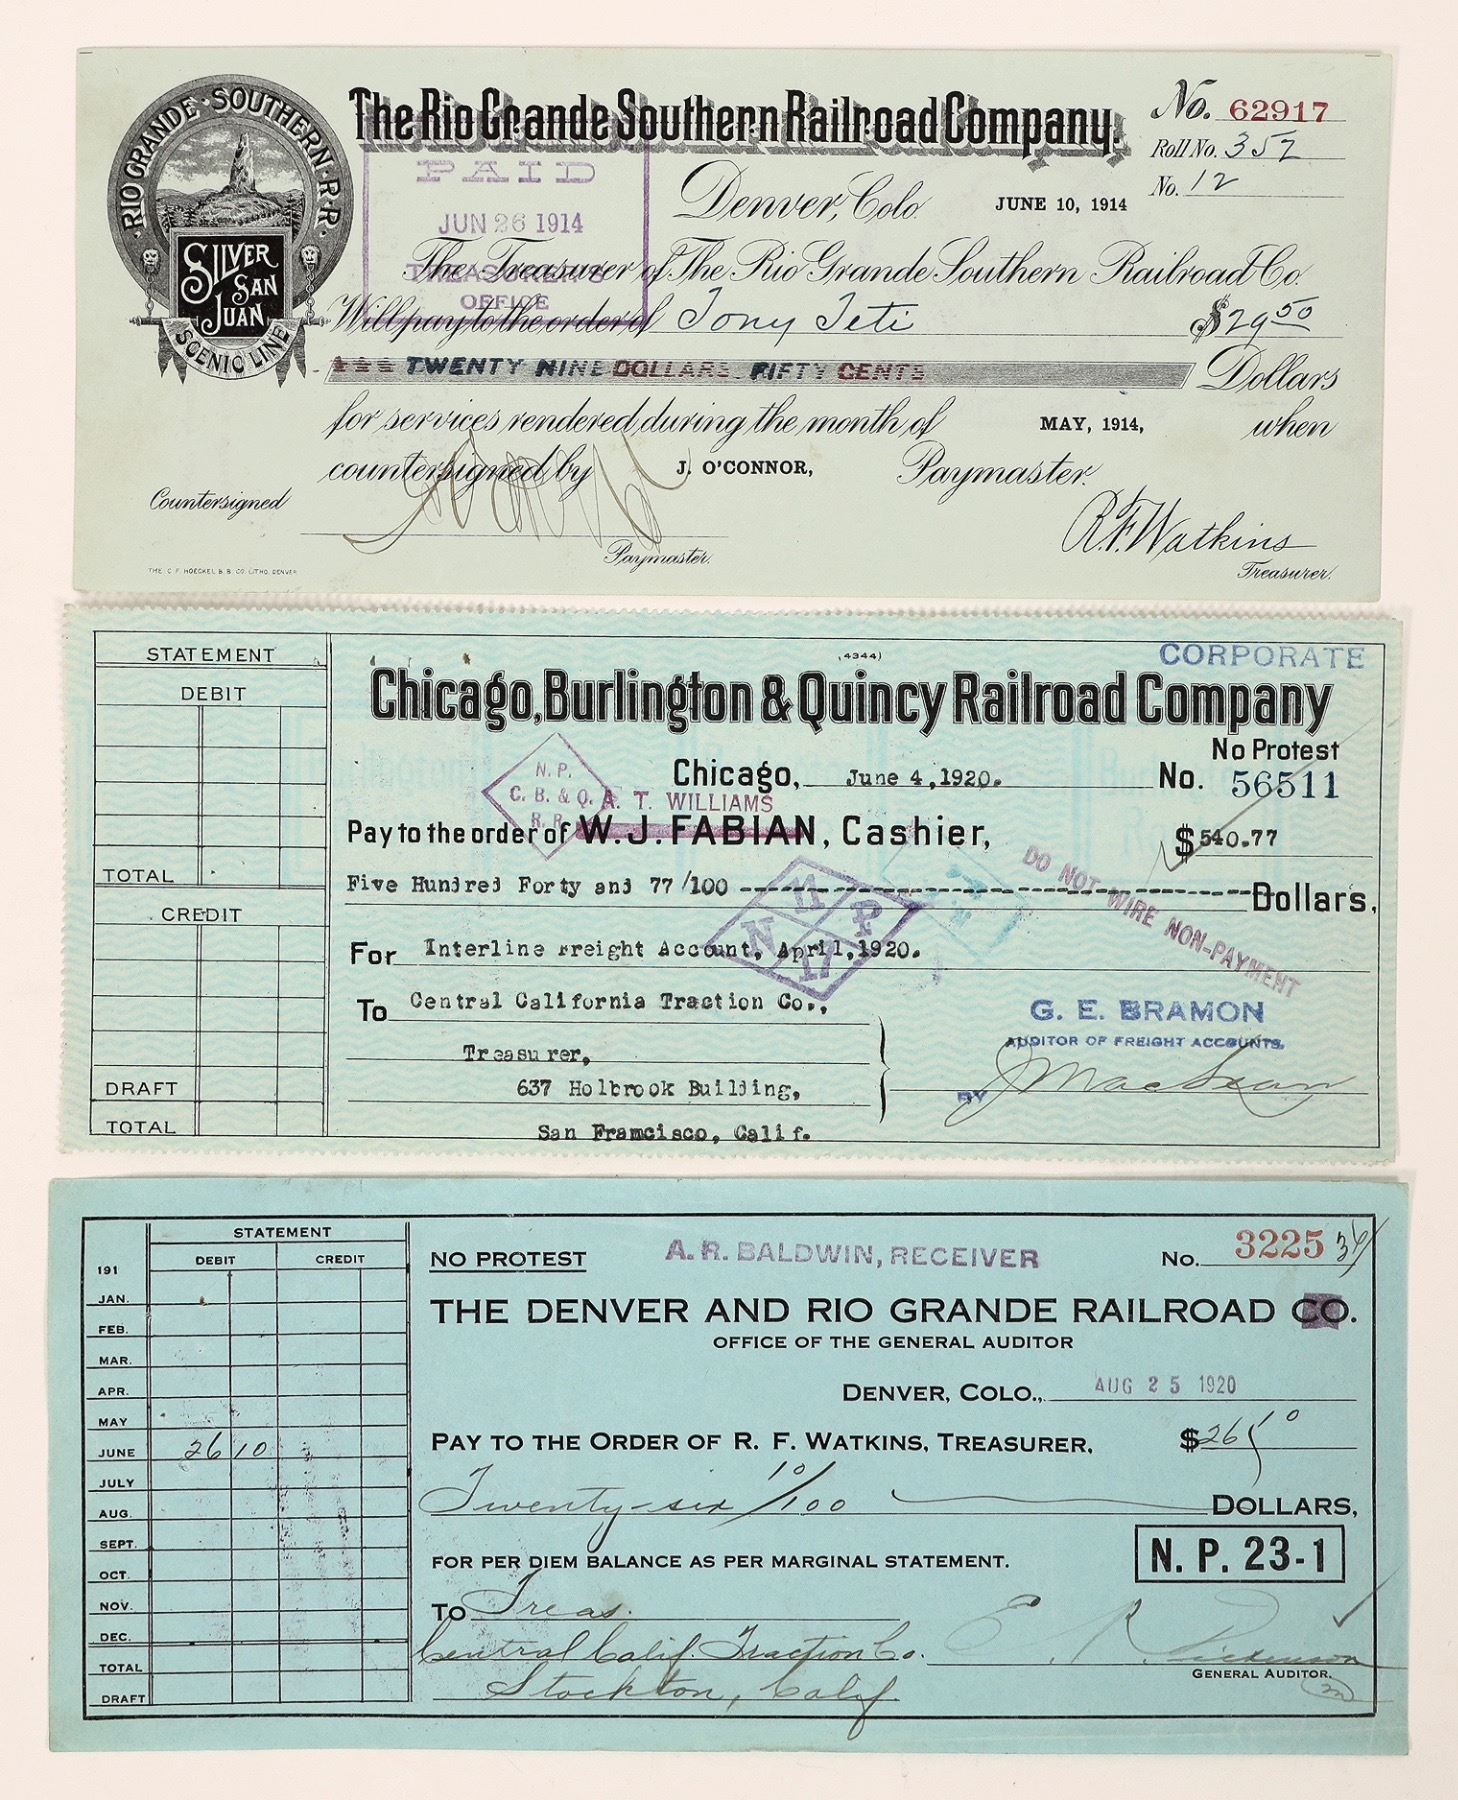 RIO GRANDE · SOUTHERN · R · R ·
SILVER
SAN
JUAN
SCENIC LINE
The Rio Grande Southern Railroad Company.
No. 62917
Roll No. 357
No. 12
PAID
JUN 26 1914
TREASURER'S
OFFICE
Denver, Colo. JUNE 10, 1914
The Treasurer of The Rio Grande Southern Railroad Co.
Will pay to the order of Tony Teti $29 50
TWENTY NINE DOLLARS FIFTY CENTS Dollars
for services rendered during the month of MAY, 1914, when
countersigned by J. O'CONNOR, Paymaster.
Countersigned
Paymaster.
R. F. Watkins
Treasurer.
THE C. F. HOECKEL B. B. CO. LITHO. DENVER
STATEMENT
DEBIT
TOTAL
CREDIT
DRAFT
TOTAL
(4344)
CORPORATE
Chicago, Burlington & Quincy Railroad Company
No Protest
Chicago, June 4, 1920. No. 56511
N. P.
C. B. & Q.
R. R.
A. T. WILLIAMS
Pay to the order of W. J. FABIAN, Cashier, $540.77
Five Hundred Forty and 77/100 Dollars,
DO NOT WIRE NON-PAYMENT
11
N P
17
For Interline Freight Account, April, 1920.
To Central California Traction Co.,
Treasurer,
637 Holbrook Building,
San Framcisco, Calif.
G. E. BRAMON
AUDITOR OF FREIGHT ACCOUNTS.
BY
STATEMENT
191 DEBIT CREDIT
JAN.
FEB.
MAR.
APR.
MAY
JUNE 26 10
JULY
AUG.
SEPT.
OCT.
NOV.
DEC.
TOTAL
DRAFT
NO PROTEST A. R. BALDWIN, RECEIVER No. 3225
THE DENVER AND RIO GRANDE RAILROAD CO.
OFFICE OF THE GENERAL AUDITOR
DENVER, COLO., AUG 25 1920
PAY TO THE ORDER OF R. F. WATKINS, TREASURER, $26 10
Twenty-six 10/100 DOLLARS,
FOR PER DIEM BALANCE AS PER MARGINAL STATEMENT.
N. P. 23-1
TO Treas.
Central Calif. Traction Co.
Stockton, Calif.
E. R. Dickenson
GENERAL AUDITOR.